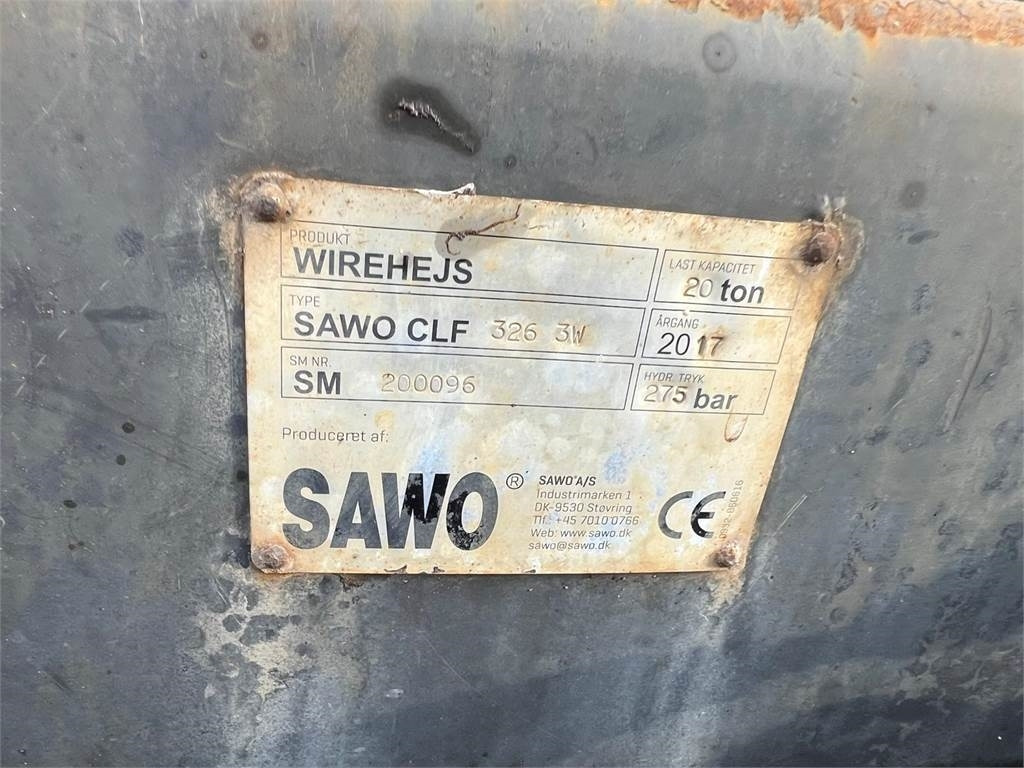 PRODUKT
WIREHEJS
LAST KAPACITET
20 ton
TYPE
SAWO CLF 326 3W
ÅRGANG
2017
SM NR.
SM 200096
HYDR. TRYK
275 bar
Produceret af:
SAWO®
SAWO A/S
Industrimarken 1
DK-9530 Støvring
Tlf.: +45 7010 0766
Web: www.sawo.dk
sawo@sawo.dk
CE